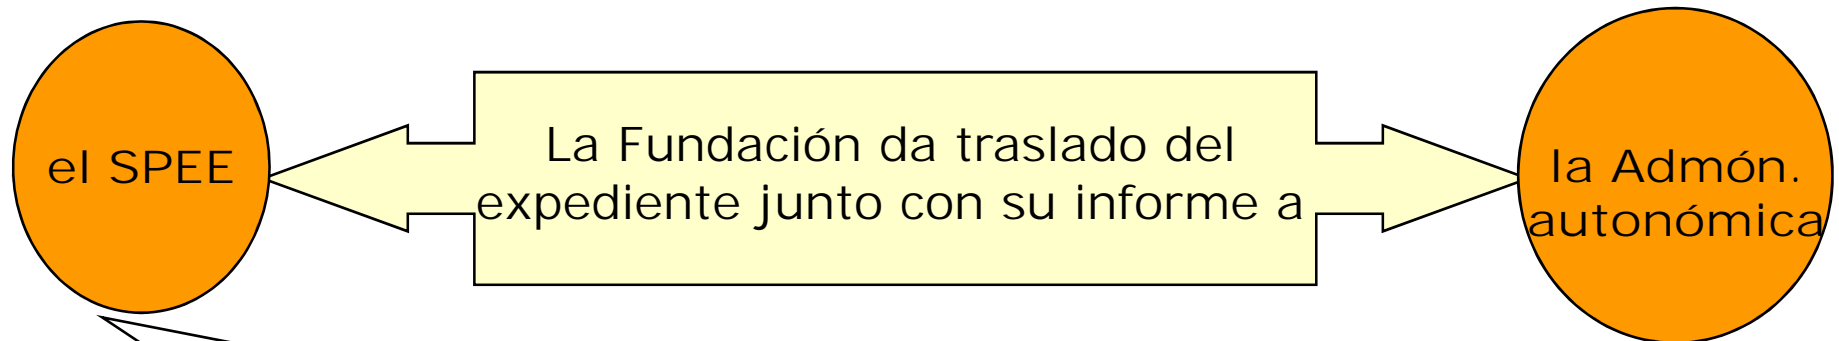 el SPEE
La Fundación da traslado del
expediente junto con su informe a
la Admón.
autonómica